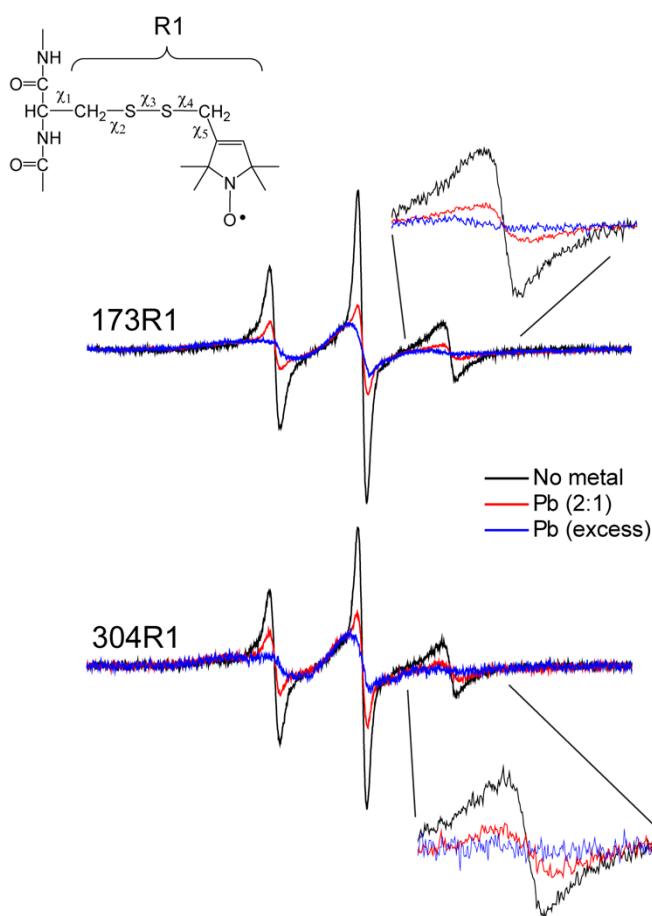 R1
NH
O=C
HC
χ1
CH2
χ2
S
χ3
S
χ4
CH2
χ5
NH
O=C
N
O•
173R1
No metal
Pb (2:1)
Pb (excess)
304R1